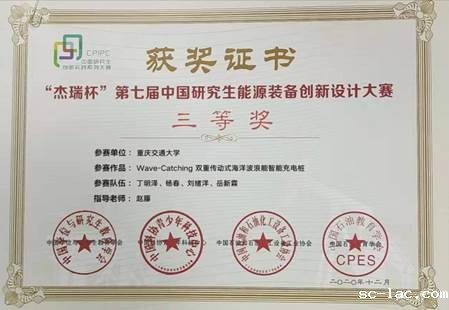 CPIPC
中国研究生
创新实践系列大赛
获奖证书
“杰瑞杯”第七届中国研究生能源装备创新设计大赛
三等奖
参赛单位：重庆交通大学
参赛作品：Wave-Catching 双重传动式海洋波浪能智能充电桩
参赛队伍：丁明泽、杨春、刘绪洋、岳新霖
指导老师：赵藤
CPES
二〇二〇年十二月
sc-lac.com